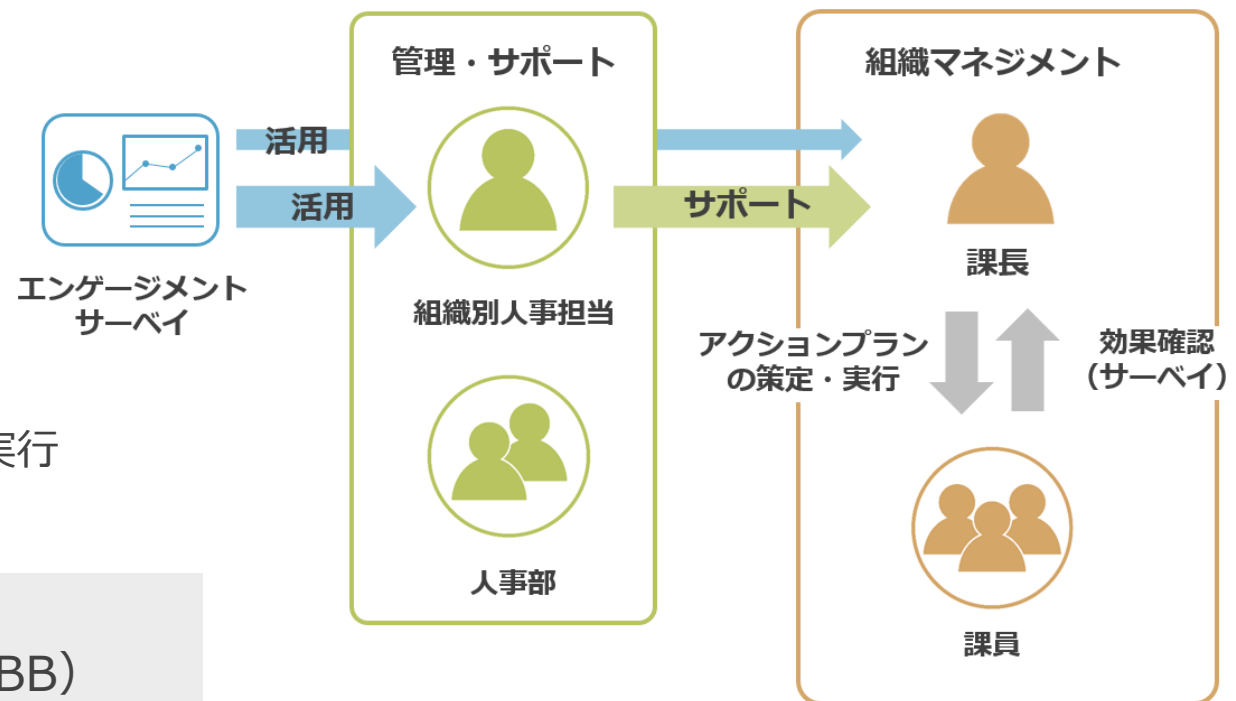 管理・サポート
組織マネジメント
活用
活用
サポート
エンゲージメント
サーベイ
組織別人事担当
課長
アクションプラン
の策定・実行
効果確認
（サーベイ）
実行
人事部
課員
BB）